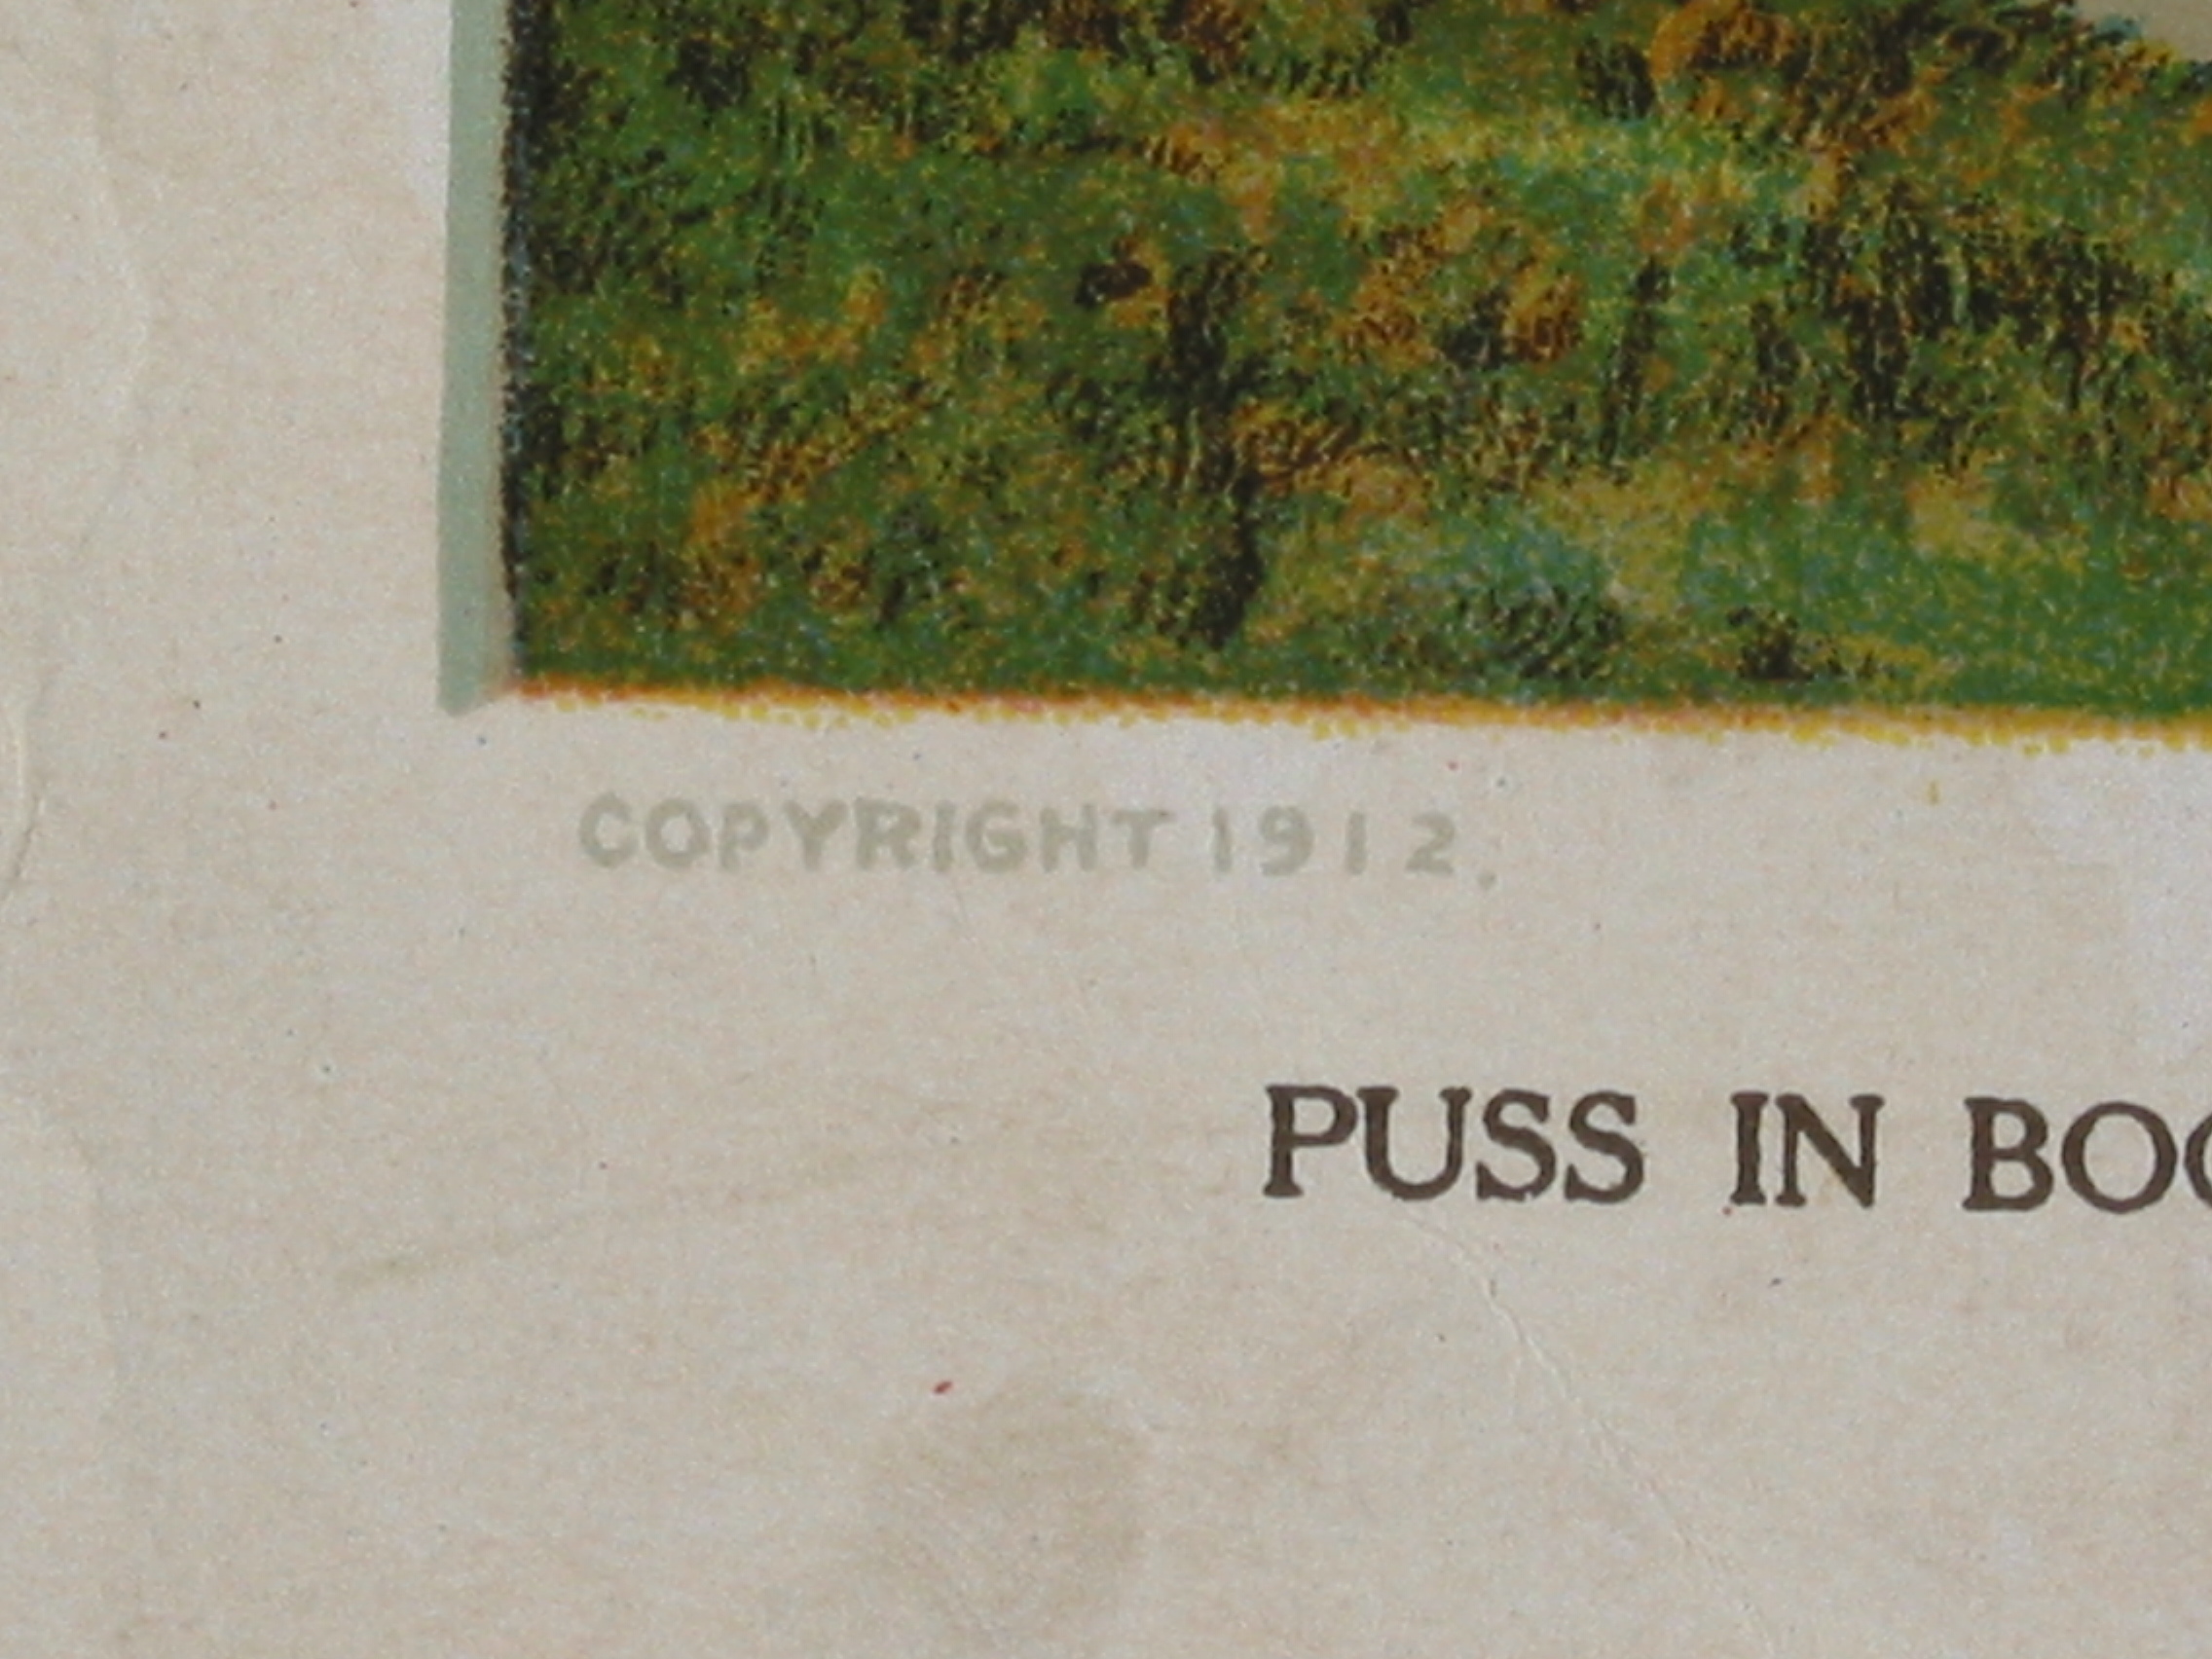 COPYRIGHT 1912.
PUSS IN BOO